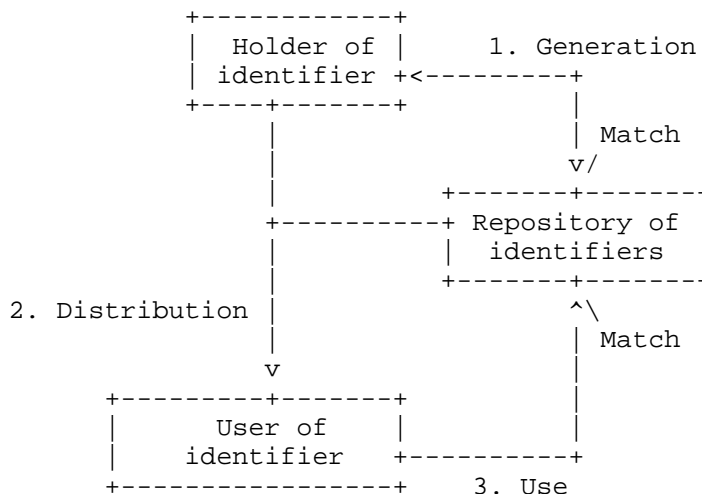 Holder of
1. Generation
identifier
Match
Repository of
identifiers
2. Distribution
Match
User of
identifier
3. Use